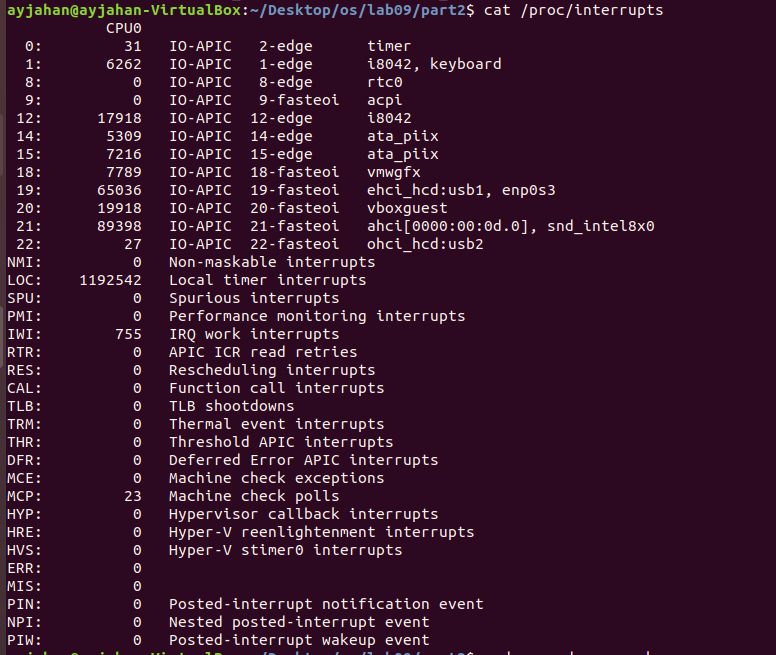 ayjahan@ayjahan-VirtualBox:~/Desktop/os/lab09/part2$ cat /proc/interrupts
CPU0
0: 31 IO-APIC 2-edge timer
1: 6262 IO-APIC 1-edge i8042, keyboard
8: 0 IO-APIC 8-edge rtc0
9: 0 IO-APIC 9-fasteoi acpi
12: 17918 IO-APIC 12-edge i8042
14: 5309 IO-APIC 14-edge ata_piix
15: 7216 IO-APIC 15-edge ata_piix
18: 7789 IO-APIC 18-fasteoi vmwgfx
19: 65036 IO-APIC 19-fasteoi ehci_hcd:usb1, enp0s3
20: 19918 IO-APIC 20-fasteoi vboxguest
21: 89398 IO-APIC 21-fasteoi ahci[0000:00:0d.0], snd_intel8x0
22: 27 IO-APIC 22-fasteoi ohci_hcd:usb2
NMI: 0 Non-maskable interrupts
LOC: 1192542 Local timer interrupts
SPU: 0 Spurious interrupts
PMI: 0 Performance monitoring interrupts
IWI: 755 IRQ work interrupts
RTR: 0 APIC ICR read retries
RES: 0 Rescheduling interrupts
CAL: 0 Function call interrupts
TLB: 0 TLB shootdowns
TRM: 0 Thermal event interrupts
THR: 0 Threshold APIC interrupts
DFR: 0 Deferred Error APIC interrupts
MCE: 0 Machine check exceptions
MCP: 23 Machine check polls
HYP: 0 Hypervisor callback interrupts
HRE: 0 Hyper-V reenlightenment interrupts
HVS: 0 Hyper-V stimer0 interrupts
ERR: 0
MIS: 0
PIN: 0 Posted-interrupt notification event
NPI: 0 Nested posted-interrupt event
PIW: 0 Posted-interrupt wakeup event